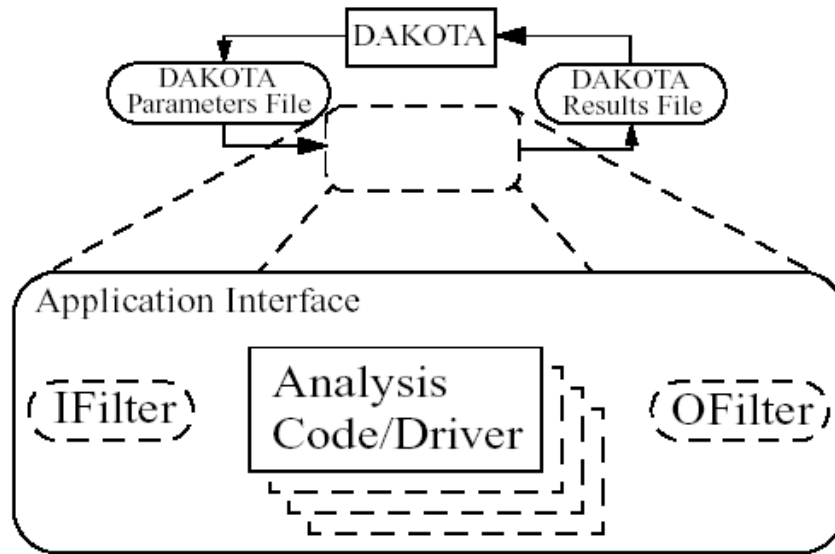 DAKOTA
DAKOTA
Parameters File
DAKOTA
Results File
Application Interface
IFilter
Analysis
Code/Driver
OFilter